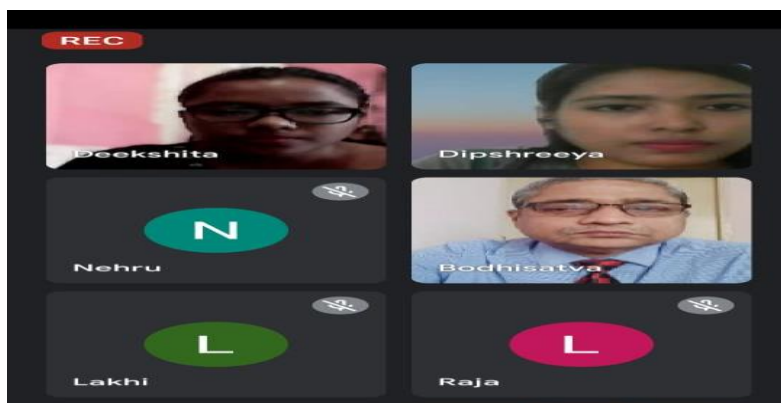 REC
Deekshita
Dipshreeya
N
Nehru
Bodhisatva
L
Lakhi
L
Raja